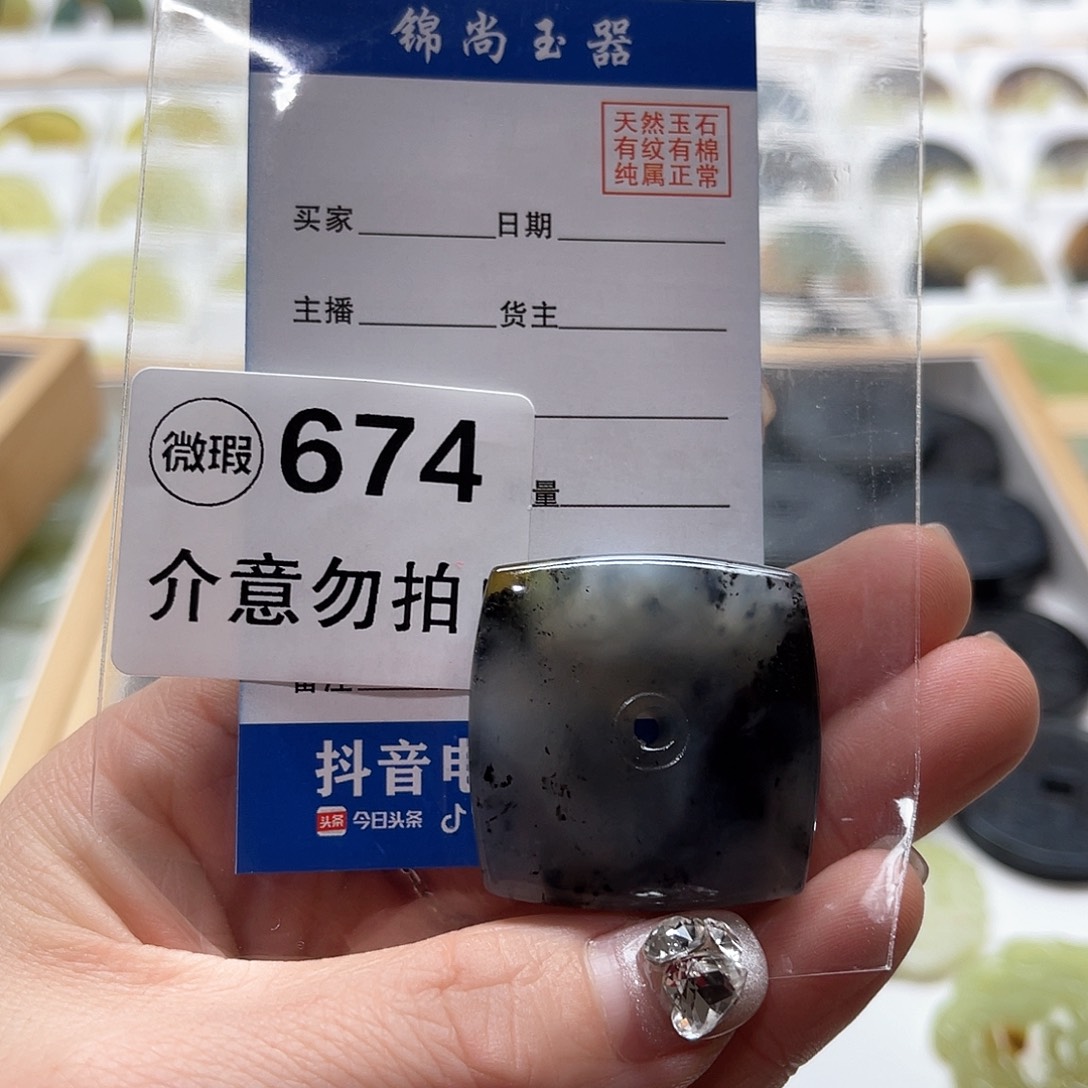 锦尚玉器
天然玉石
有纹有棉
纯属正常
买家 日期
主播 货主
微瑕 674
量
介意勿拍
抖音电
头条 今日头条